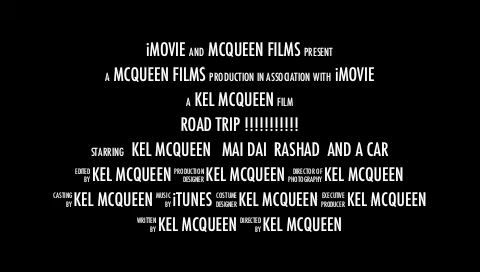 iMOVIE AND MCQUEEN FILMS PRESENT
A MCQUEEN FILMS PRODUCTION IN ASSOCIATION WITH iMOVIE
A KEL MCQUEEN FILM
ROAD TRIP !!!!!!!!!!!
STARRING KEL MCQUEEN MAI DAI RASHAD AND A CAR
EDITED BY KEL MCQUEEN PRODUCTION DESIGNER KEL MCQUEEN DIRECTOR OF PHOTOGRAPHY KEL MCQUEEN
CASTING BY KEL MCQUEEN MUSIC BY iTUNES COSTUME DESIGNER KEL MCQUEEN EXECUTIVE PRODUCER KEL MCQUEEN
WRITTEN BY KEL MCQUEEN DIRECTED BY KEL MCQUEEN